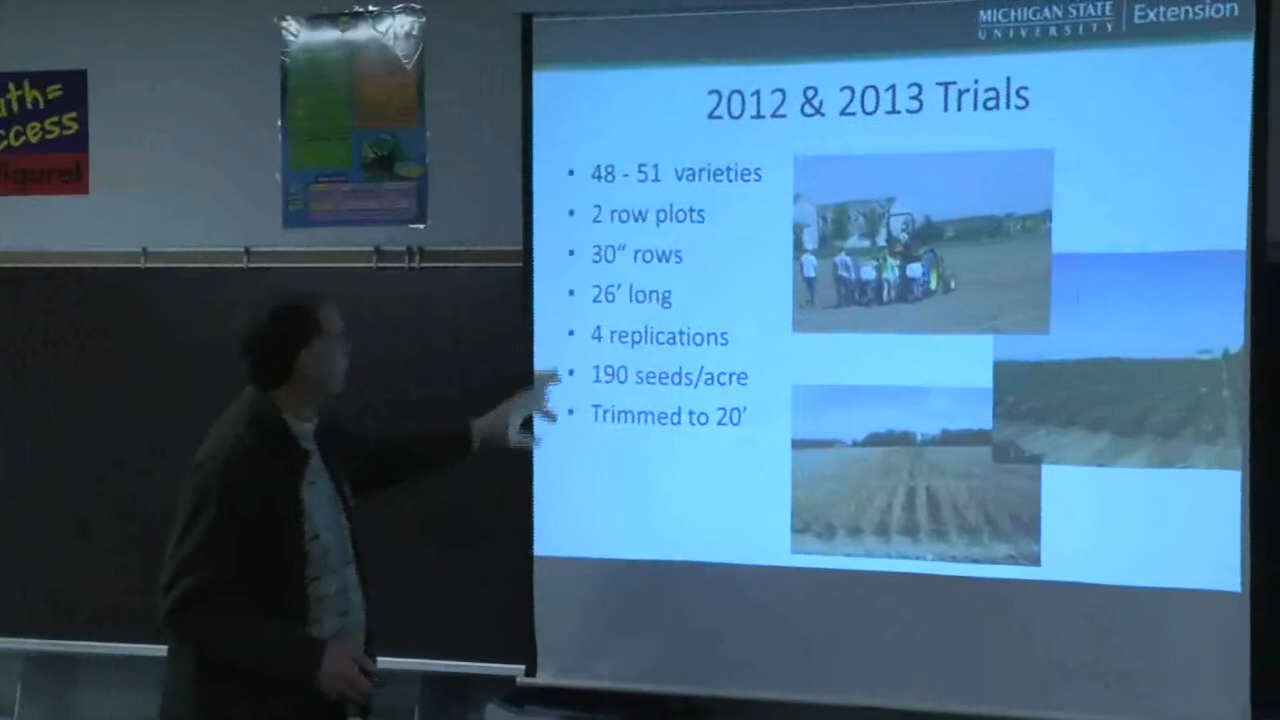 MICHIGAN STATE
UNIVERSITY
Extension
2012 & 2013 Trials
• 48 - 51 varieties
• 2 row plots
• 30“ rows
• 26’ long
• 4 replications
• 190 seeds/acre
• Trimmed to 20’
ath=
ccess
figure!